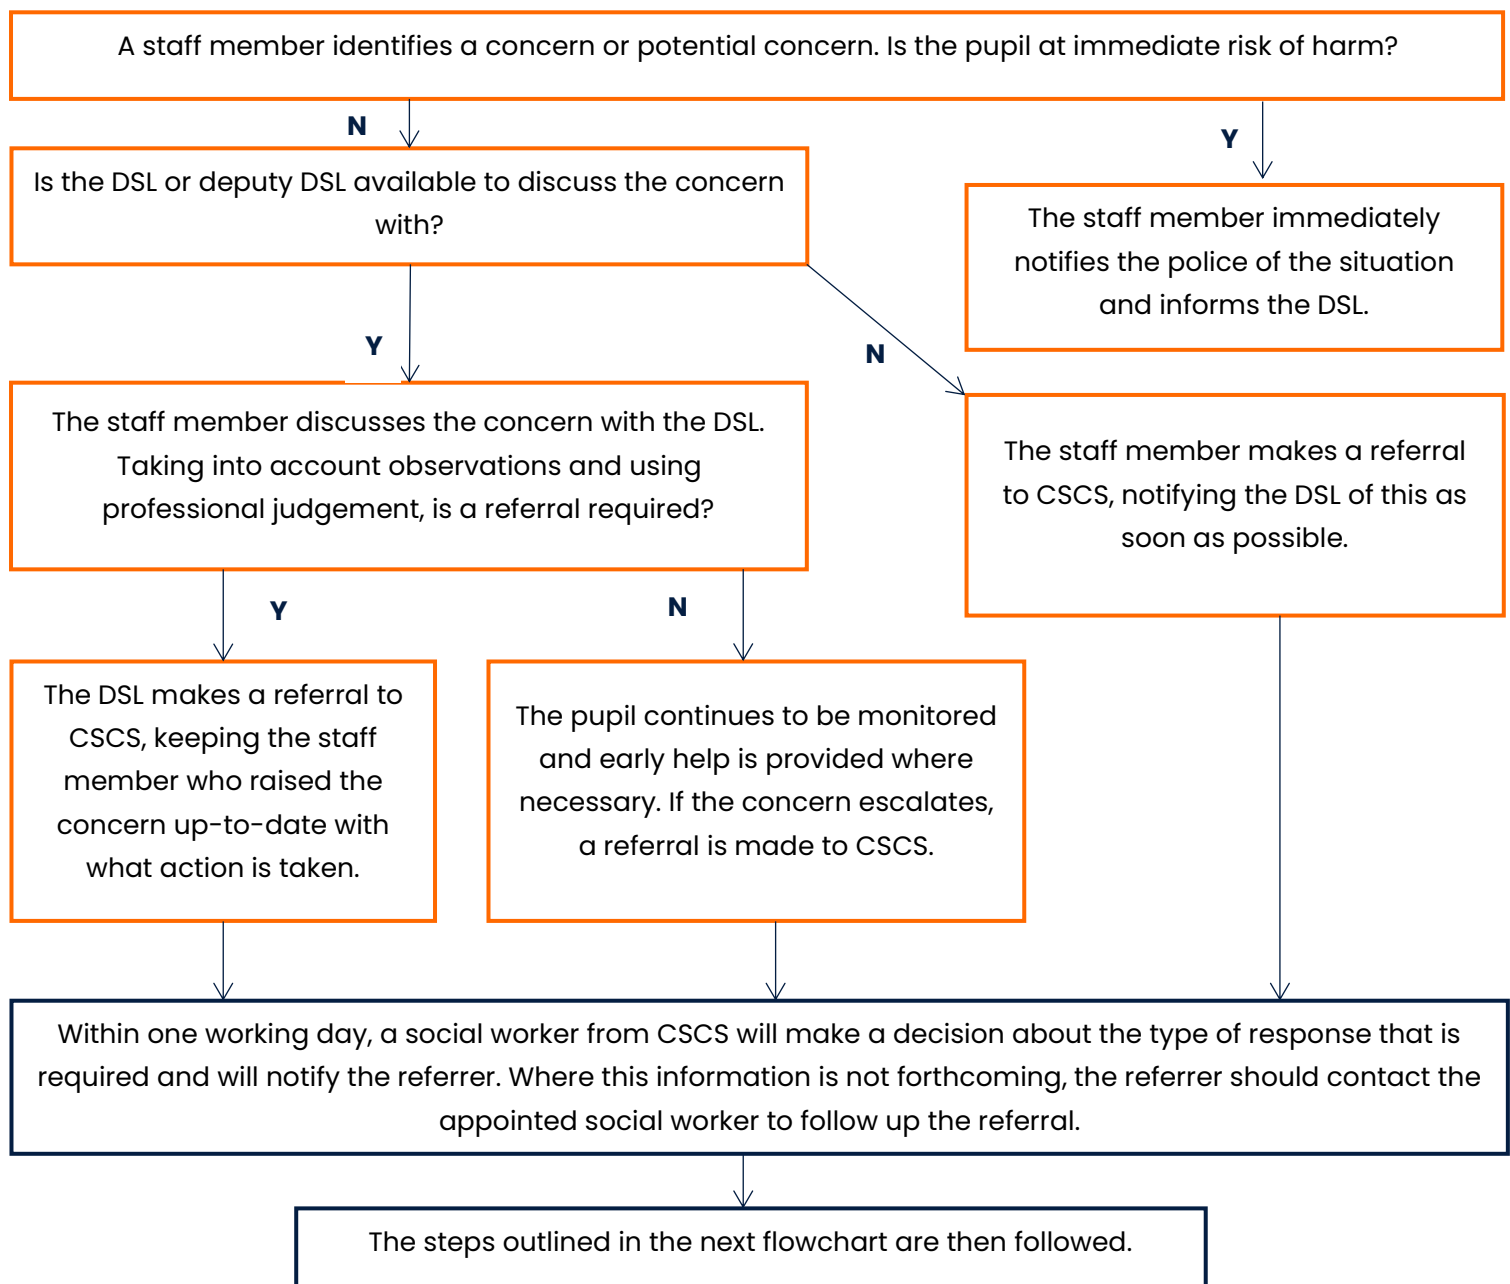 A staff member identifies a concern or potential concern. Is the pupil at immediate risk of harm?
N
Y
Is the DSL or deputy DSL available to discuss the concern
with?
The staff member immediately
notifies the police of the situation
and informs the DSL.
Y
N
The staff member discusses the concern with the DSL.
Taking into account observations and using
professional judgement, is a referral required?
The staff member makes a referral
to CSCS, notifying the DSL of this as
soon as possible.
Y
N
The DSL makes a referral to
CSCS, keeping the staff
member who raised the
concern up-to-date with
what action is taken.
The pupil continues to be monitored
and early help is provided where
necessary. If the concern escalates,
a referral is made to CSCS.
Within one working day, a social worker from CSCS will make a decision about the type of response that is
required and will notify the referrer. Where this information is not forthcoming, the referrer should contact the
appointed social worker to follow up the referral.
The steps outlined in the next flowchart are then followed.